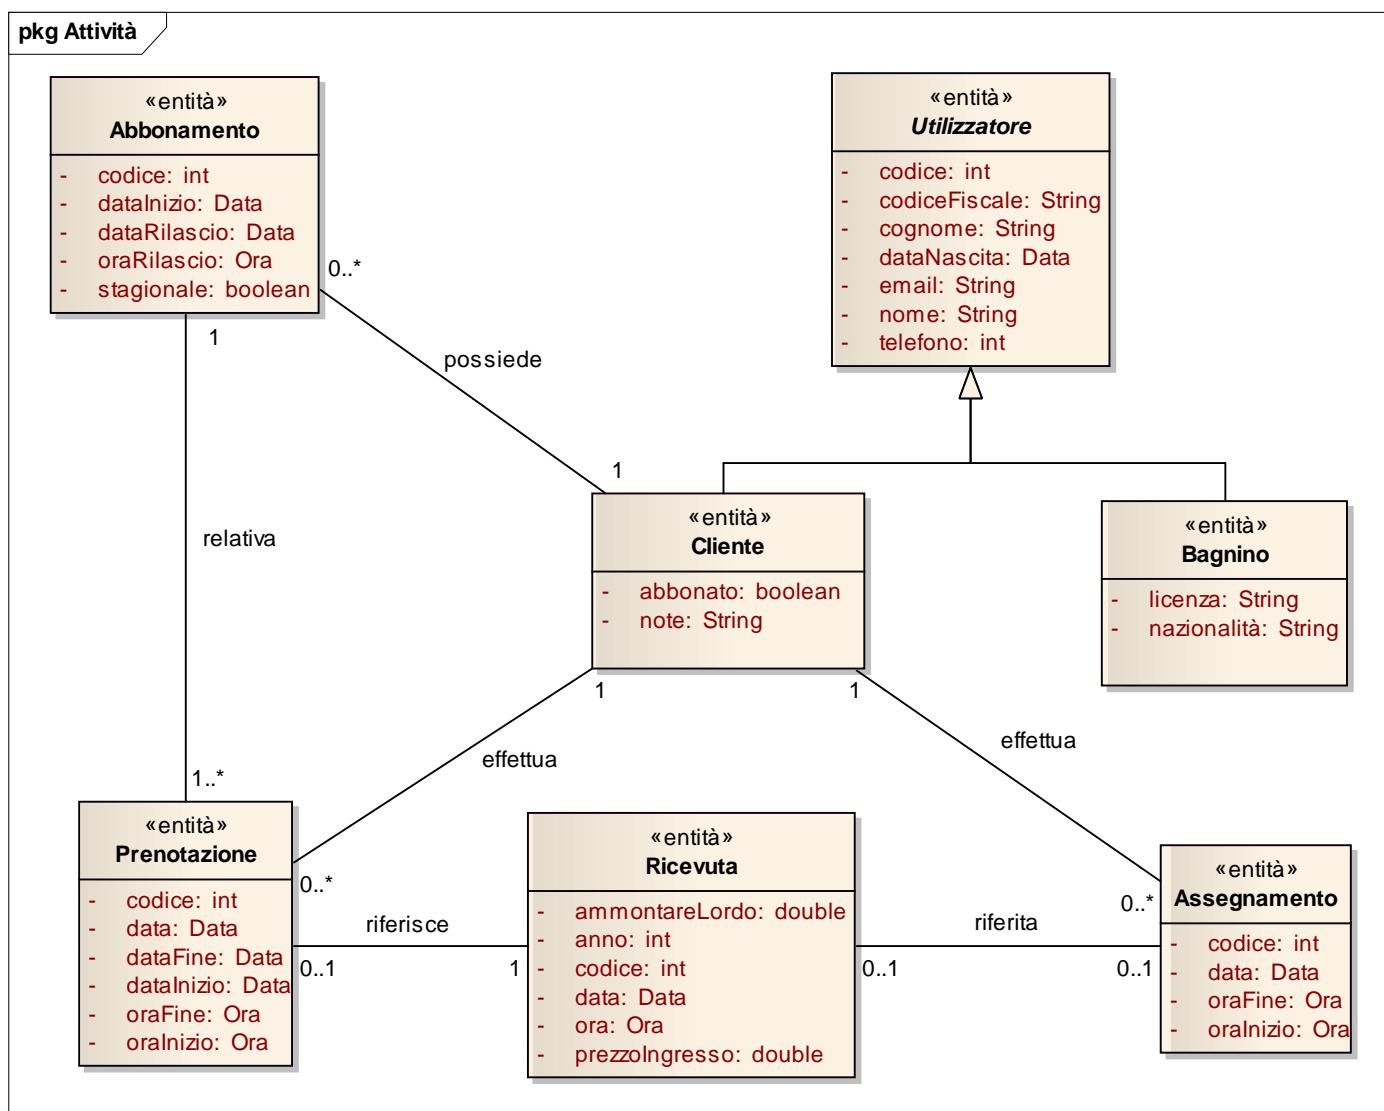 pkg Attività
«entità»
Abbonamento
- codice: int
- dataInizio: Data
- dataRilascio: Data
- oraRilascio: Ora
- stagionale: boolean
«entità»
Utilizzatore
- codice: int
- codiceFiscale: String
- cognome: String
- dataNascita: Data
- email: String
- nome: String
- telefono: int
0..*
1
possiede
1
relativa
«entità»
Cliente
- abbonato: boolean
- note: String
«entità»
Bagnino
- licenza: String
- nazionalità: String
1
1
effettua
effettua
1..*
«entità»
Prenotazione
- codice: int
- data: Data
- dataFine: Data
- dataInizio: Data
- oraFine: Ora
- oraInizio: Ora
0..*
riferisce
0..1
1
«entità»
Ricevuta
- ammontareLordo: double
- anno: int
- codice: int
- data: Data
- ora: Ora
- prezzoIngresso: double
riferita
0..1
0..*
0..1
«entità»
Assegnamento
- codice: int
- data: Data
- oraFine: Ora
- oraInizio: Ora